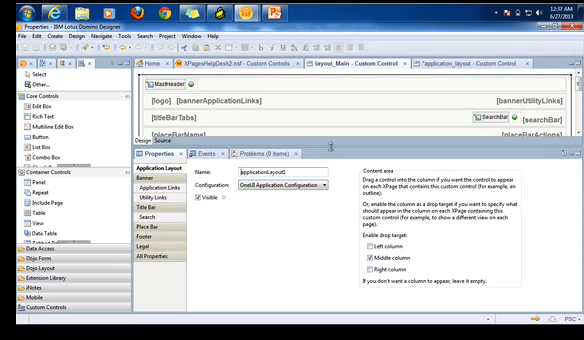 12:37 AM
6/27/2013
Properties - IBM Lotus Domino Designer
File Edit Create Design Team Tools Search Project Window Help
Home XPagesHelpDesk2.nsf - Custom Controls layout_Main - Custom Control *application_layout - Custom Control
Select
Other...
Core Controls
Edit Box
Rich Text
Multiline Edit Box
Button
List Box
Combo Box
Container Controls
Panel
Repeat
Include Page
Table
View
Data Table
Data Access
Dojo Form
Dojo Layout
Extension Library
iNotes
Mobile
Custom Controls
MastHeader
[logo] [bannerApplicationLinks] [bannerUtilityLinks]
[titleBarTabs] SearchBar [searchBar]
[placeBarName] [placeBarActions]
Design Source
Properties Events Problems (0 items)
Application Layout
Banner
Application Links
Utility Links
Title Bar
Search
Place Bar
Footer
Legal
All Properties
Name: applicationLayout1
Configuration: OneUI Application Configuration
Visible
Content area
Drag a control into the column if you want the control to appear on each XPage that contains this custom control (for example, an outline).
Or, enable the column as a drop target if you want to specify what should appear in the column on each XPage containing this custom control (for example, to show a different view on each page).
Enable drop target:
Left column
Middle column
Right column
If you don't want a column to appear, leave it empty.
PSC